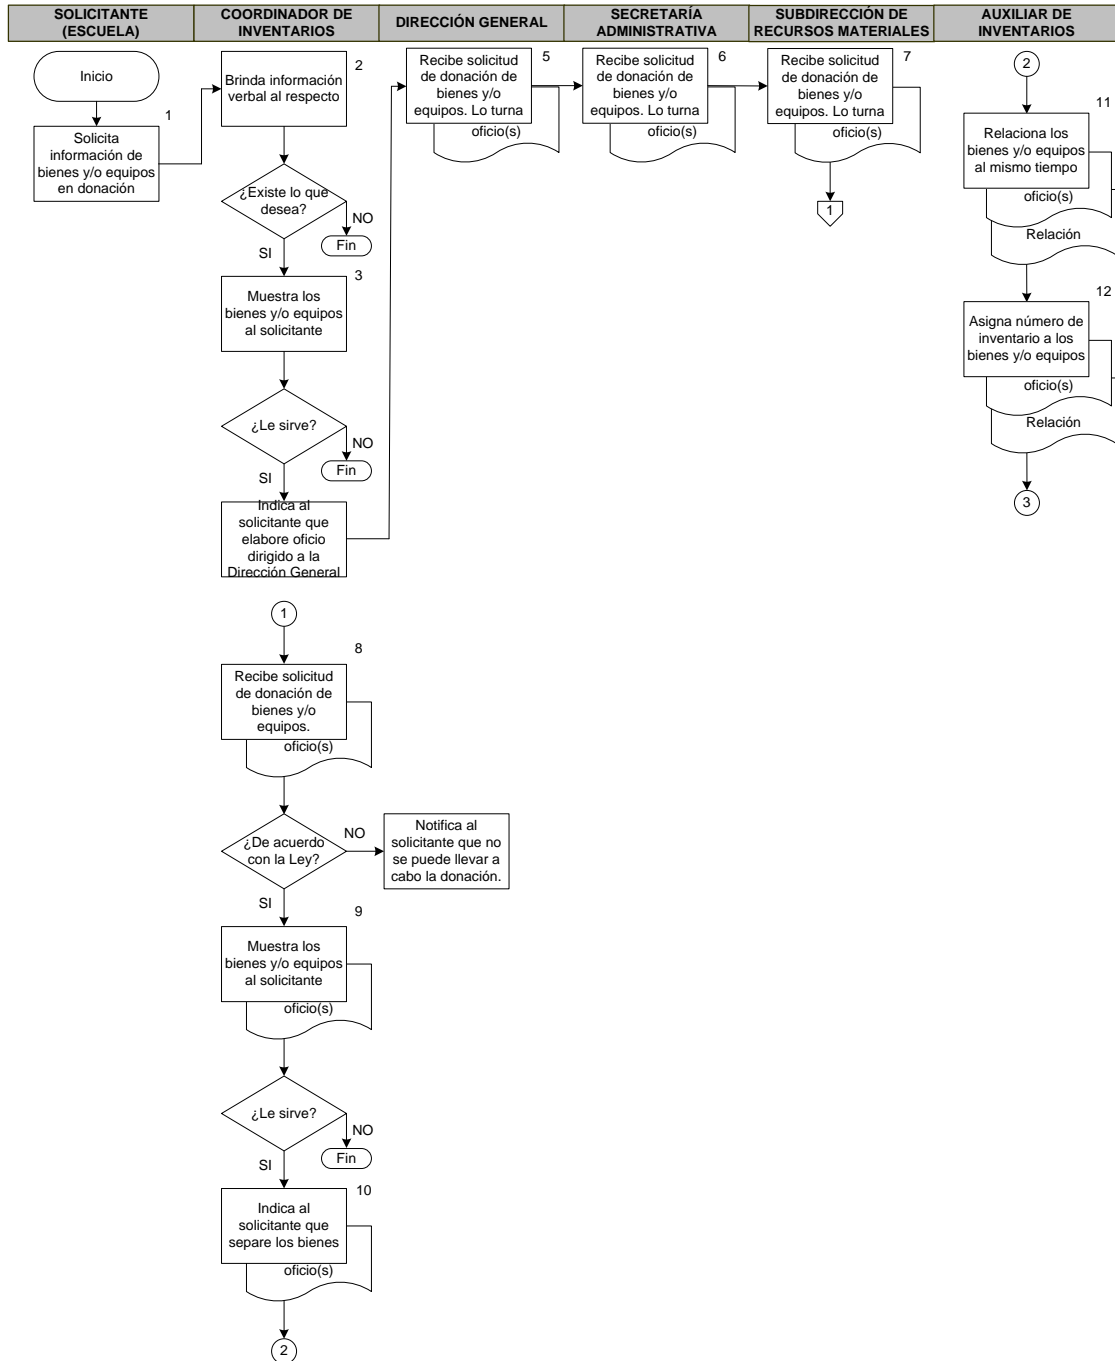 SOLICITANTE
(ESCUELA)
COORDINADOR DE
INVENTARIOS
DIRECCIÓN GENERAL
SECRETARÍA
ADMINISTRATIVA
SUBDIRECCIÓN DE
RECURSOS MATERIALES
AUXILIAR DE
INVENTARIOS
Inicio
1
Solicita
información de
bienes y/o equipos
en donación
2
Brinda información
verbal al respecto
¿Existe lo que
desea?
NO
Fin
SI
3
Muestra los
bienes y/o equipos
al solicitante
¿Le sirve?
NO
Fin
SI
Indica al
solicitante que
elabore oficio
dirigido a la
Dirección General
5
Recibe solicitud
de donación de
bienes y/o
equipos. Lo turna
oficio(s)
6
Recibe solicitud
de donación de
bienes y/o
equipos. Lo turna
oficio(s)
7
Recibe solicitud
de donación de
bienes y/o
equipos. Lo turna
oficio(s)
1
1
8
Recibe solicitud
de donación de
bienes y/o
equipos.
oficio(s)
¿De acuerdo
con la Ley?
NO
Notifica al
solicitante que no
se puede llevar a
cabo la donación.
SI
9
Muestra los
bienes y/o equipos
al solicitante
oficio(s)
¿Le sirve?
NO
Fin
SI
10
Indica al
solicitante que
separe los bienes
oficio(s)
2
2
11
Relaciona los
bienes y/o equipos
al mismo tiempo
oficio(s)
Relación
12
Asigna número de
inventario a los
bienes y/o equipos
oficio(s)
Relación
3